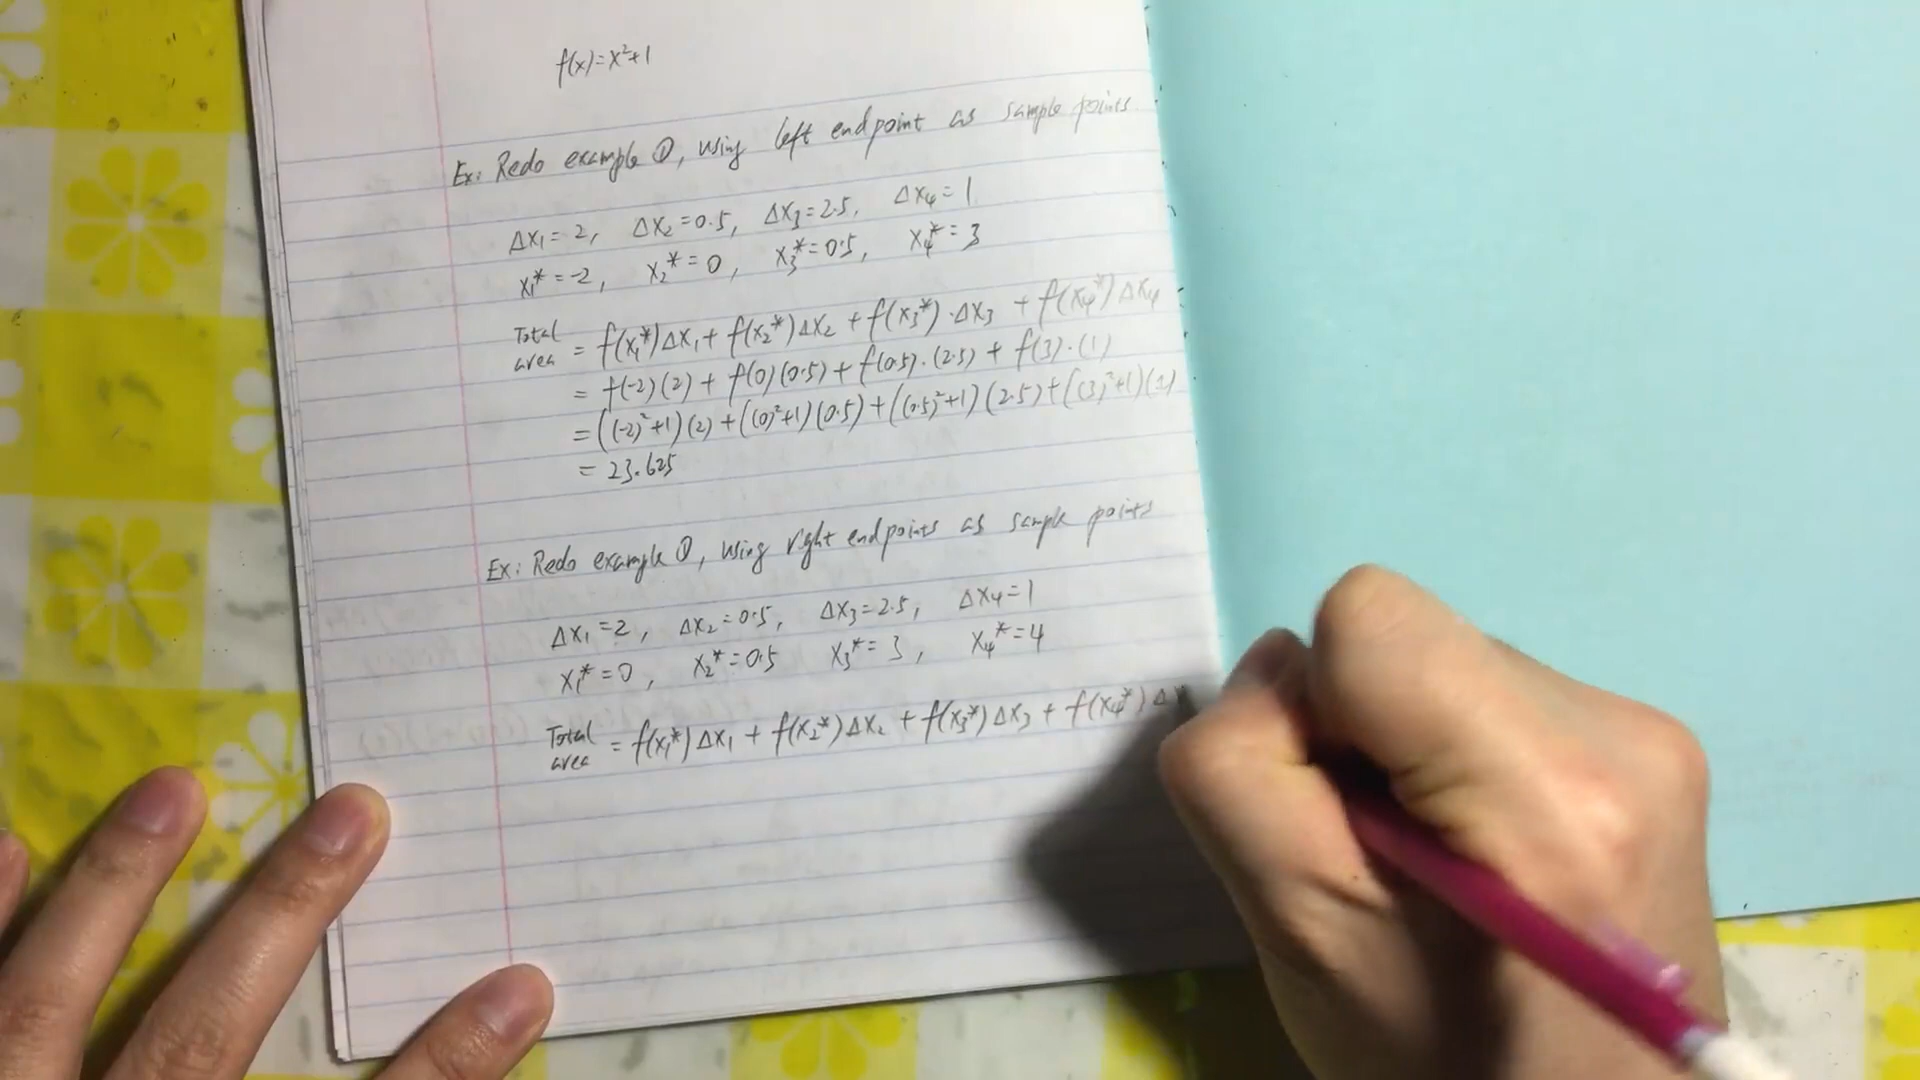 f(x)=x²+1
Ex: Redo example ①, using left endpoint as sample points
Δx₁=2, Δx₂=0.5, Δx₃=2.5, Δx₄=1
x₁*=-2, x₂*=0, x₃*=0.5, x₄*=3
Total area = f(x₁*)Δx₁+f(x₂*)Δx₂+f(x₃*)·Δx₃+f(x₄*)Δx₄
= f(-2)(2)+f(0)(0.5)+f(0.5)·(2.5)+f(3)·(1)
=((-2)²+1)(2)+((0)²+1)(0.5)+((0.5)²+1)(2.5)+((3)²+1)(1)
= 23.625
Ex: Redo example ①, using right endpoints as sample points
Δx₁=2, Δx₂=0.5, Δx₃=2.5, Δx₄=1
x₁*=0, x₂*=0.5 x₃*=3, x₄*=4
Total area = f(x₁*)Δx₁+f(x₂*)Δx₂+f(x₃*)Δx₃+f(x₄*)Δx